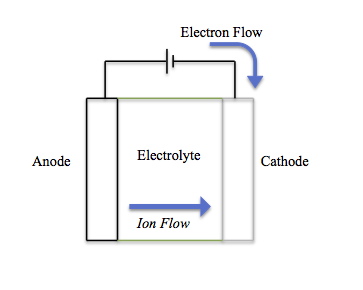 Electron Flow
Anode
Electrolyte
Cathode
Ion Flow